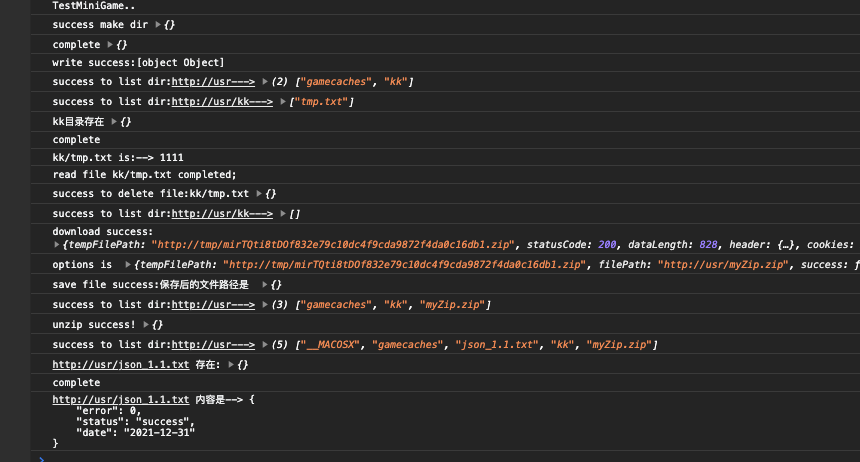 TestMiniGame..
success make dir ▶{}
complete ▶{}
write success:[object Object]
success to list dir:http://usr---> ▶(2) ["gamecaches", "kk"]
success to list dir:http://usr/kk---> ▶["tmp.txt"]
kk目录存在 ▶{}
complete
kk/tmp.txt is:--> 1111
read file kk/tmp.txt completed;
success to delete file:kk/tmp.txt ▶{}
success to list dir:http://usr/kk---> ▶[]
download success:
▶{tempFilePath: "http://tmp/mirTQti8tDOf832e79c10dc4f9cda9872f4da0c16db1.zip", statusCode: 200, dataLength: 828, header: {…}, cookies:
options is ▶{tempFilePath: "http://tmp/mirTQti8tDOf832e79c10dc4f9cda9872f4da0c16db1.zip", filePath: "http://usr/myZip.zip", success: f
save file success:保存后的文件路径是 ▶{}
success to list dir:http://usr---> ▶(3) ["gamecaches", "kk", "myZip.zip"]
unzip success! ▶{}
success to list dir:http://usr---> ▶(5) ["__MACOSX", "gamecaches", "json_1.1.txt", "kk", "myZip.zip"]
http://usr/json_1.1.txt 存在: ▶{}
complete
http://usr/json_1.1.txt 内容是--> {
"error": 0,
"status": "success",
"date": "2021-12-31"
}